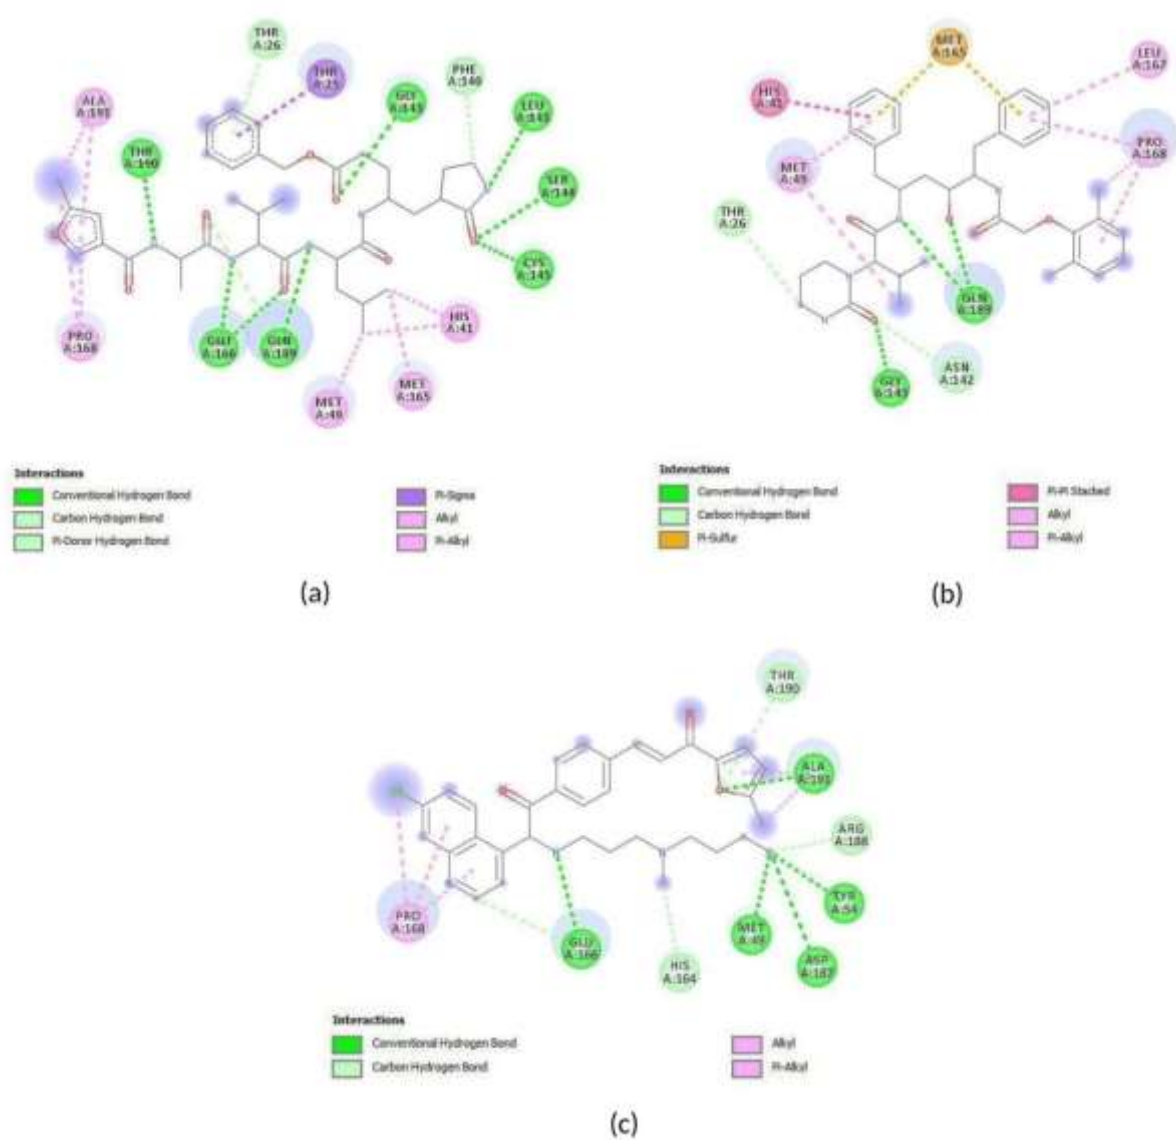 THR
A:26
THR
A:25
GLY
A:143
PHE
A:140
LEU
A:141
SER
A:144
CYS
A:145
ALA
A:191
THR
A:190
PRO
A:168
GLU
A:166
GLN
A:189
HIS
A:41
MET
A:165
MET
A:49
Interactions
Conventional Hydrogen Bond
Carbon Hydrogen Bond
Pi-Donor Hydrogen Bond
Pi-Sigma
Alkyl
Pi-Alkyl
(a)
MET
A:165
LEU
A:167
HIS
A:41
PRO
A:168
MET
A:49
THR
A:26
GLN
A:189
ASN
A:142
GLY
A:143
Interactions
Conventional Hydrogen Bond
Carbon Hydrogen Bond
Pi-Sulfur
Pi-Pi Stacked
Alkyl
Pi-Alkyl
(b)
THR
A:190
ALA
A:191
ARG
A:188
TYR
A:54
MET
A:49
ASP
A:187
PRO
A:168
GLU
A:166
HIS
A:164
Interactions
Conventional Hydrogen Bond
Carbon Hydrogen Bond
Alkyl
Pi-Alkyl
(c)